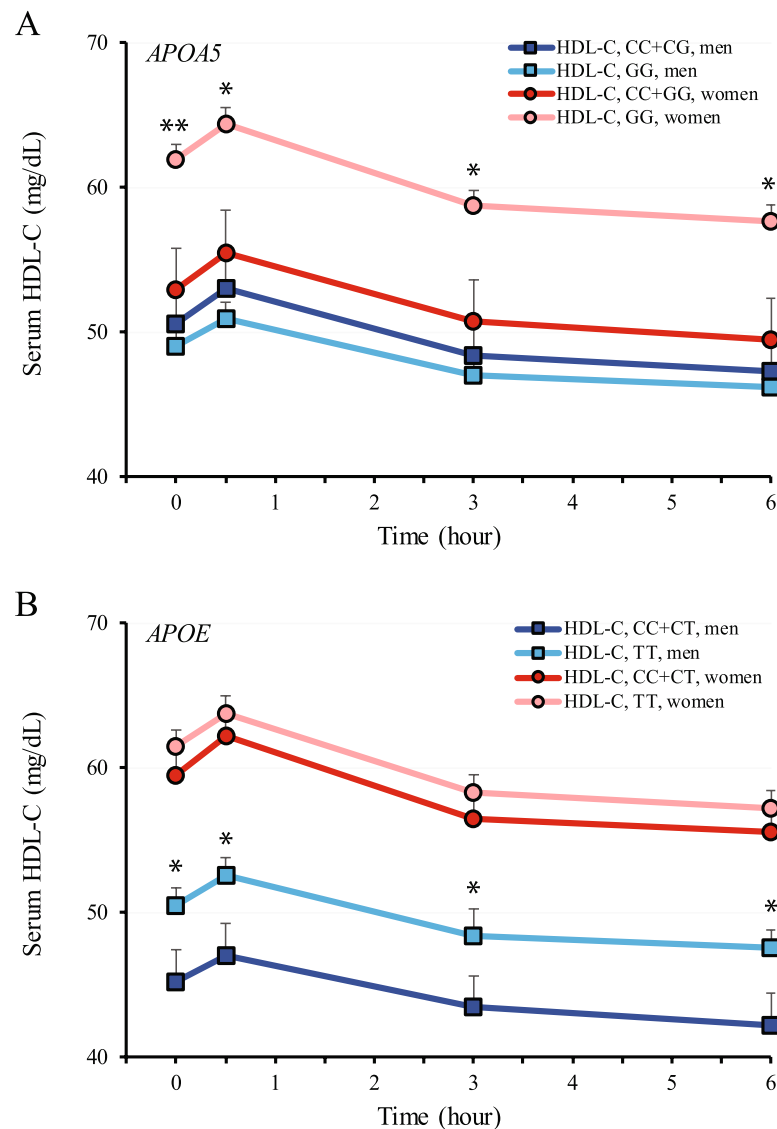 A
APOA5
HDL-C, CC+CG, men
HDL-C, GG, men
HDL-C, CC+GG, women
HDL-C, GG, women
70
60
50
40
**
*
*
*
Serum HDL-C (mg/dL)
0 1 2 3 3 5 6
Time (hour)
B
APOE
HDL-C, CC+CT, men
HDL-C, TT, men
HDL-C, CC+CT, women
HDL-C, TT, women
70
60
50
40
*
*
*
*
Serum HDL-C (mg/dL)
0 1 3 3 4 5 6
Time (hour)